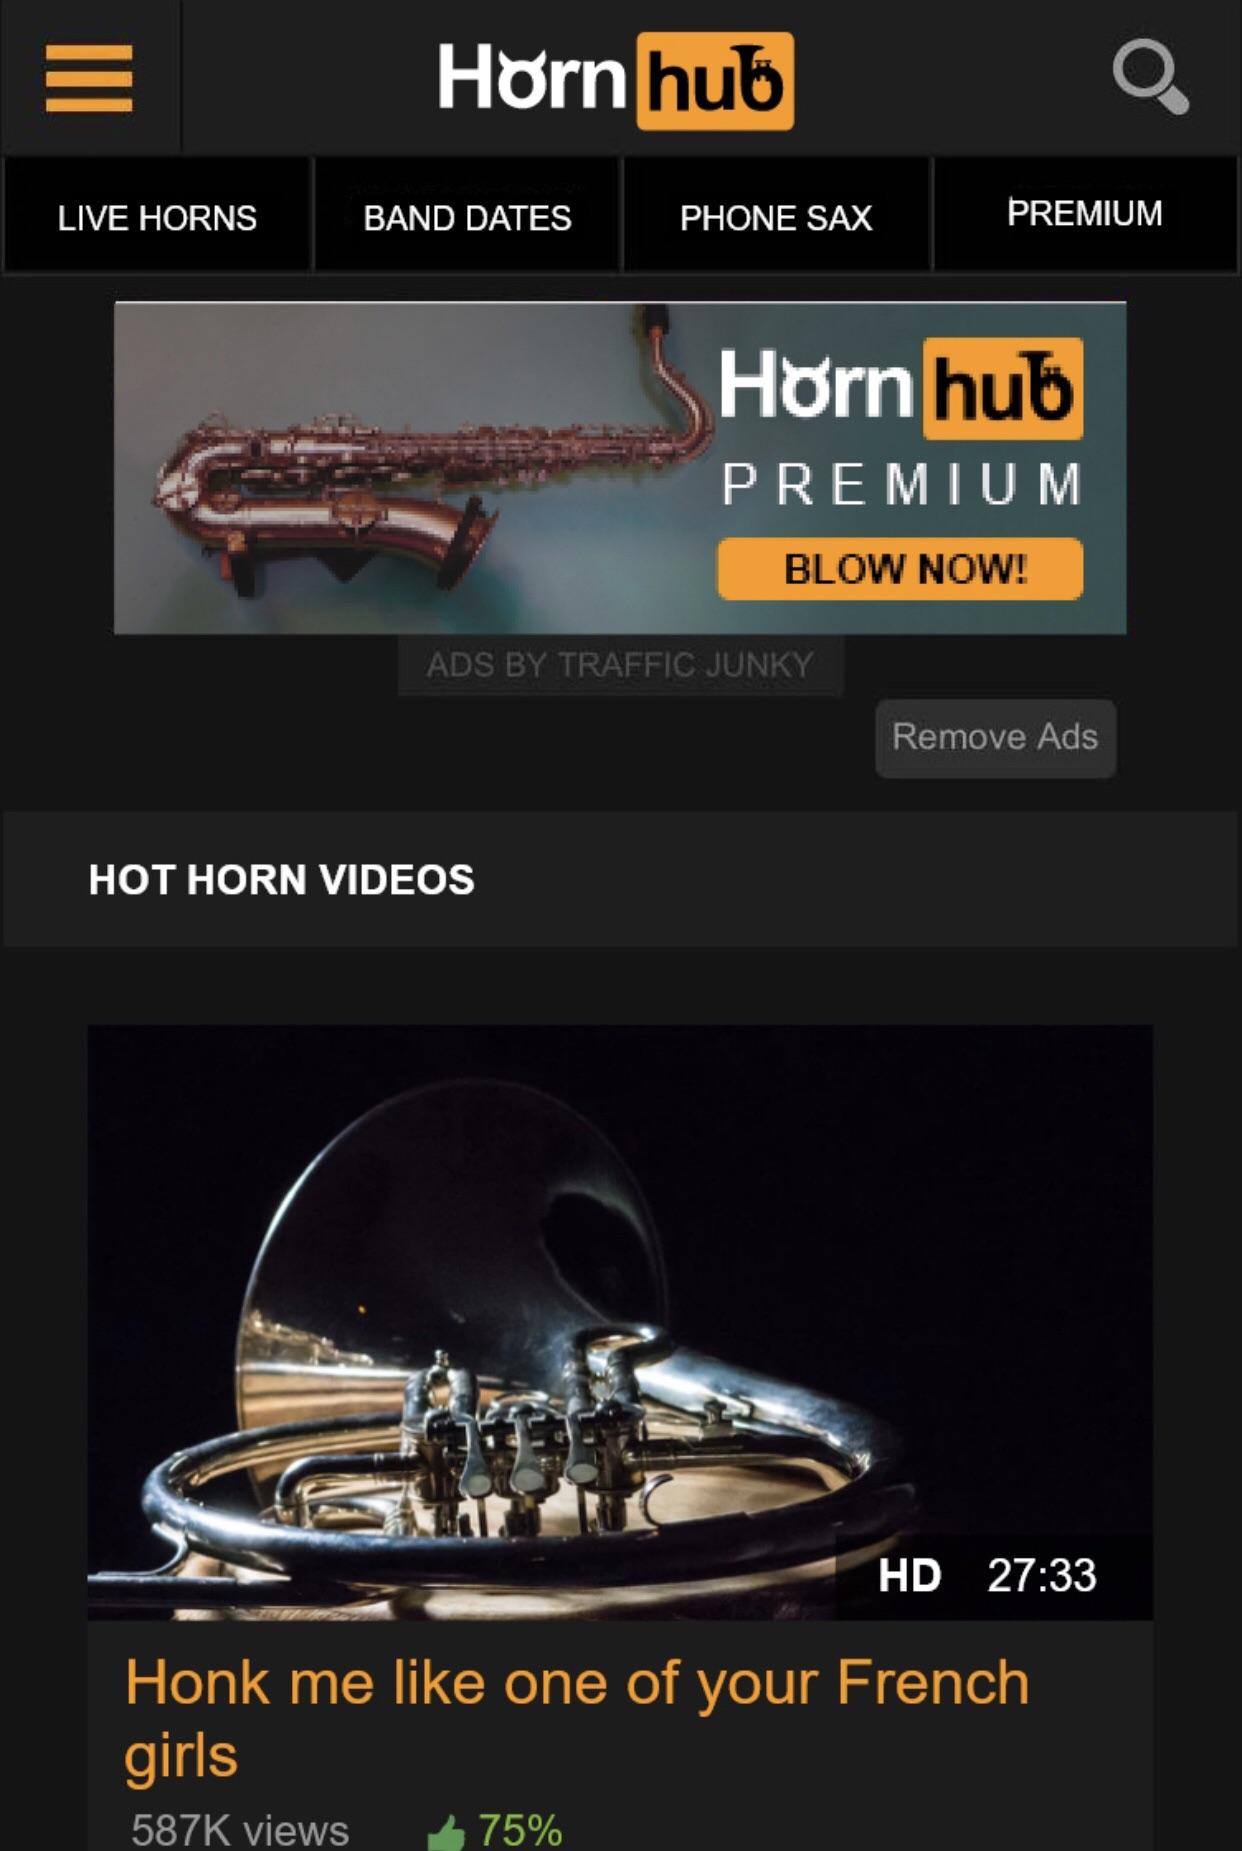 Horn hub
LIVE HORNS BAND DATES PHONE SAX PREMIUM
Horn hub
PREMIUM
BLOW NOW!
ADS BY TRAFFIC JUNKY
Remove Ads
HOT HORN VIDEOS
HD 27:33
Honk me like one of your French
girls
587K views 75%